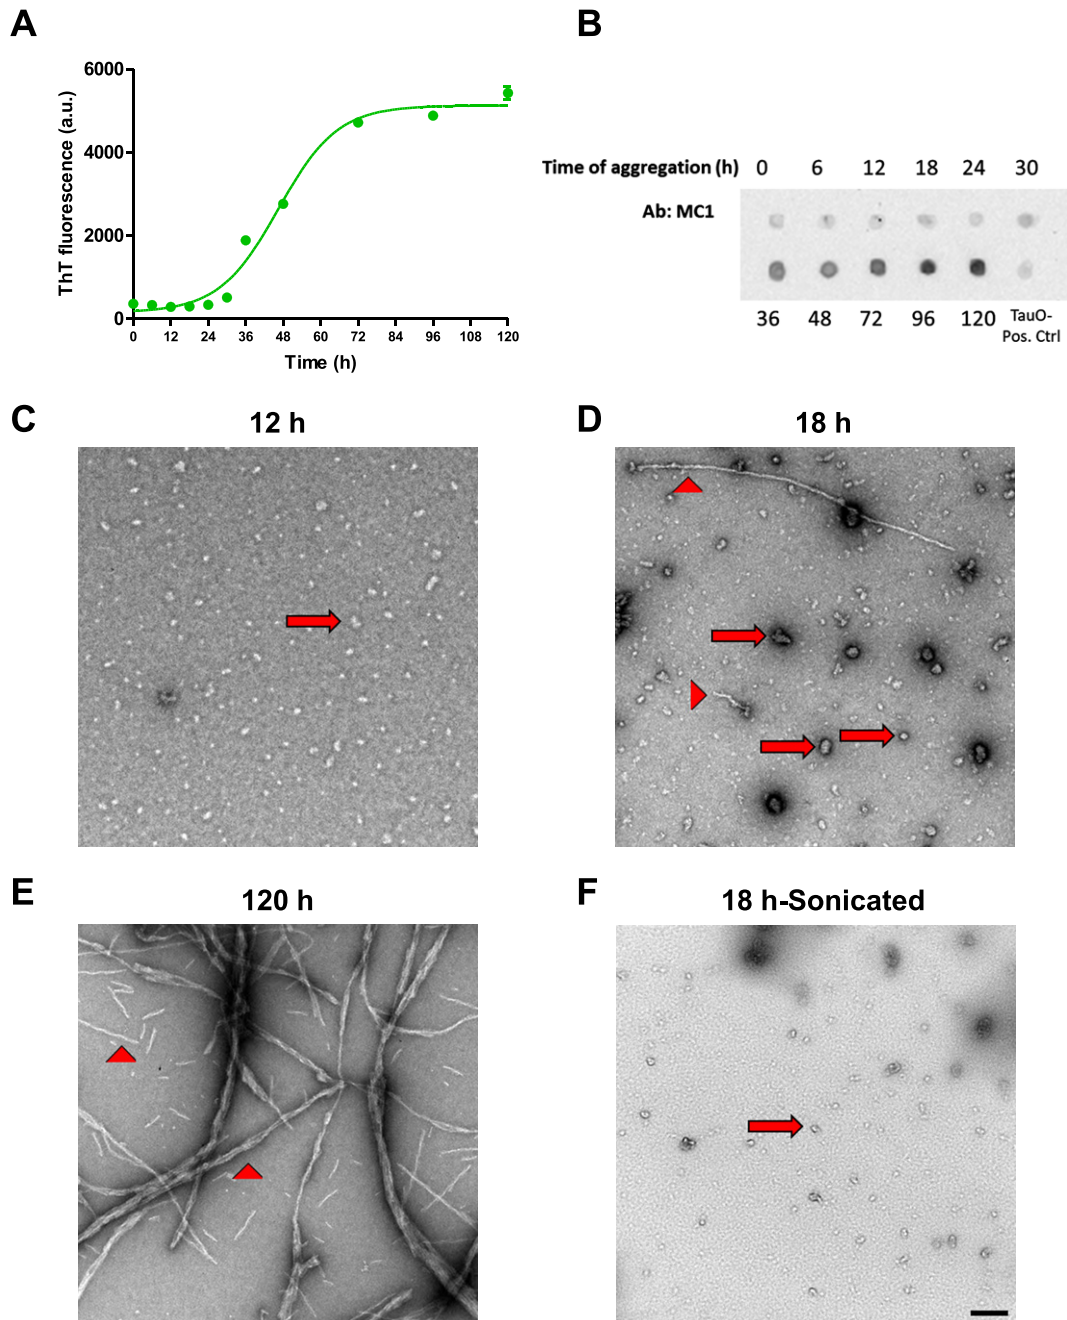 A
B
6000
4000
2000
0
ThT fluorescence (a.u.)
0 12 24 36 48 60 72 84 96 108 120
Time (h)
Time of aggregation (h) 0 6 12 18 24 30
Ab: MC1
36 48 72 96 120 TauO-
Pos. Ctrl
C
12 h
D
18 h
E
120 h
F
18 h-Sonicated